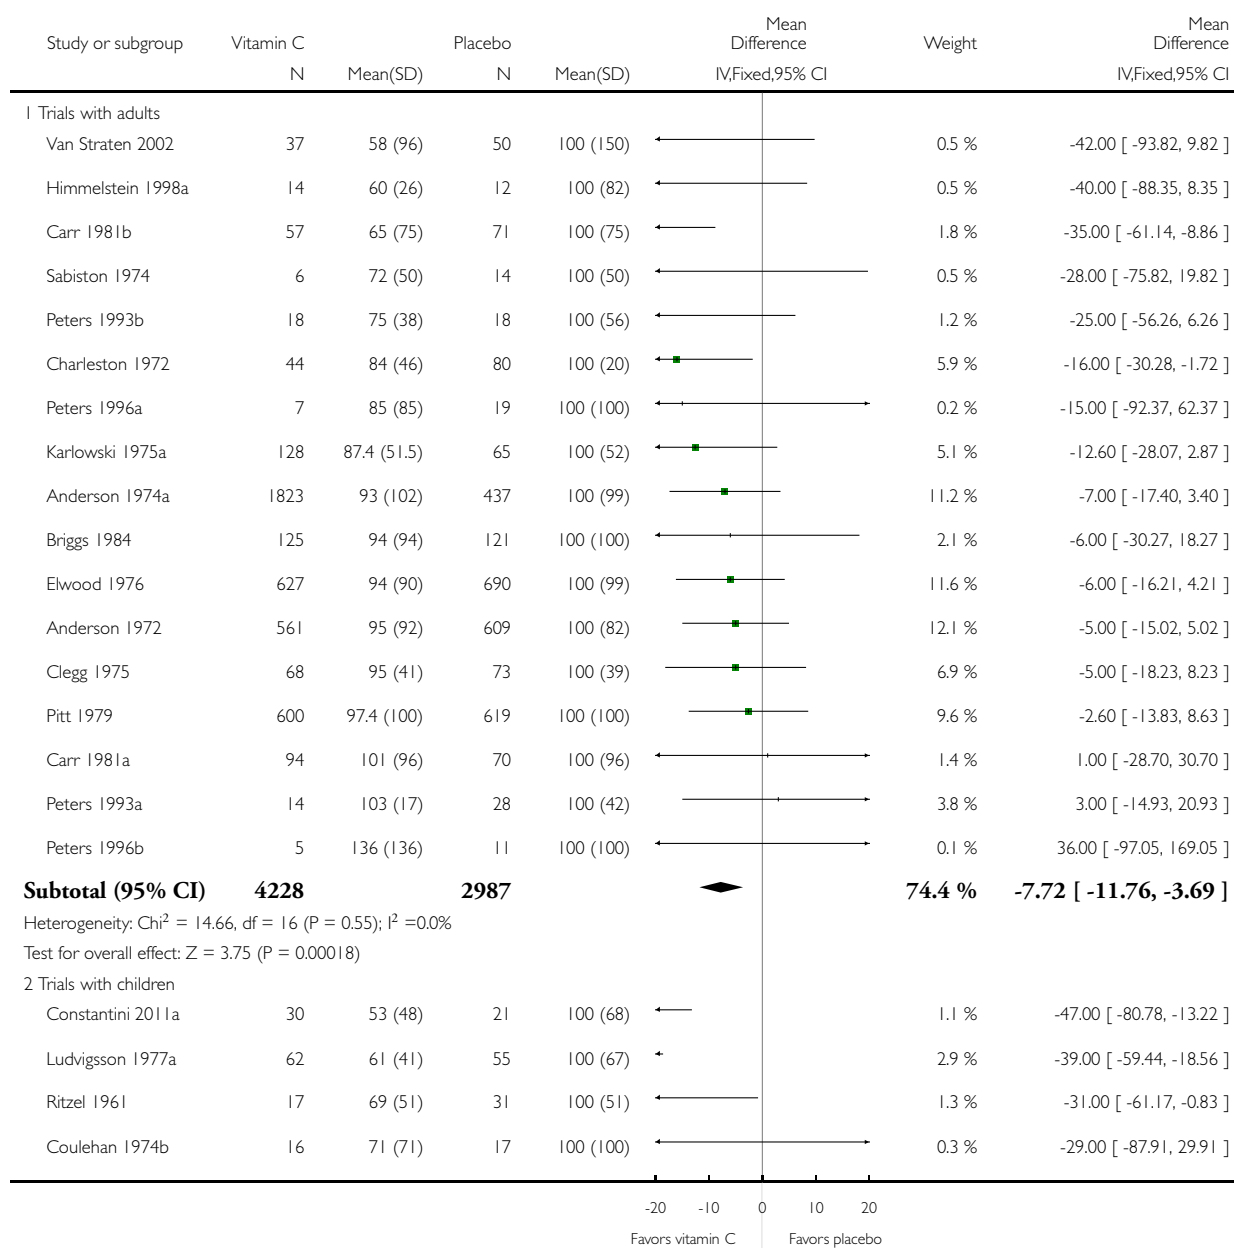 Mean Mean
Study or subgroup Vitamin C Placebo Difference Weight Difference
N Mean(SD) N Mean(SD) IV,Fixed,95% CI IV,Fixed,95% CI
1 Trials with adults
Van Straten 2002 37 58 (96) 50 100 (150) 0.5 % -42.00 [ -93.82, 9.82 ]
Himmelstein 1998a 14 60 (26) 12 100 (82) 0.5 % -40.00 [ -88.35, 8.35 ]
Carr 1981b 57 65 (75) 71 100 (75) 1.8 % -35.00 [ -61.14, -8.86 ]
Sabiston 1974 6 72 (50) 14 100 (50) 0.5 % -28.00 [ -75.82, 19.82 ]
Peters 1993b 18 75 (38) 18 100 (56) 1.2 % -25.00 [ -56.26, 6.26 ]
Charleston 1972 44 84 (46) 80 100 (20) 5.9 % -16.00 [ -30.28, -1.72 ]
Peters 1996a 7 85 (85) 19 100 (100) 0.2 % -15.00 [ -92.37, 62.37 ]
Karlowski 1975a 128 87.4 (51.5) 65 100 (52) 5.1 % -12.60 [ -28.07, 2.87 ]
Anderson 1974a 1823 93 (102) 437 100 (99) 11.2 % -7.00 [ -17.40, 3.40 ]
Briggs 1984 125 94 (94) 121 100 (100) 2.1 % -6.00 [ -30.27, 18.27 ]
Elwood 1976 627 94 (90) 690 100 (99) 11.6 % -6.00 [ -16.21, 4.21 ]
Anderson 1972 561 95 (92) 609 100 (82) 12.1 % -5.00 [ -15.02, 5.02 ]
Clegg 1975 68 95 (41) 73 100 (39) 6.9 % -5.00 [ -18.23, 8.23 ]
Pitt 1979 600 97.4 (100) 619 100 (100) 9.6 % -2.60 [ -13.83, 8.63 ]
Carr 1981a 94 101 (96) 70 100 (96) 1.4 % 1.00 [ -28.70, 30.70 ]
Peters 1993a 14 103 (17) 28 100 (42) 3.8 % 3.00 [ -14.93, 20.93 ]
Peters 1996b 5 136 (136) 11 100 (100) 0.1 % 36.00 [ -97.05, 169.05 ]
Subtotal (95% CI) 4228 2987 74.4 % -7.72 [ -11.76, -3.69 ]
Heterogeneity: Chi² = 14.66, df = 16 (P = 0.55); I² =0.0%
Test for overall effect: Z = 3.75 (P = 0.00018)
2 Trials with children
Constantini 2011a 30 53 (48) 21 100 (68) 1.1 % -47.00 [ -80.78, -13.22 ]
Ludvigsson 1977a 62 61 (41) 55 100 (67) 2.9 % -39.00 [ -59.44, -18.56 ]
Ritzel 1961 17 69 (51) 31 100 (51) 1.3 % -31.00 [ -61.17, -0.83 ]
Coulehan 1974b 16 71 (71) 17 100 (100) 0.3 % -29.00 [ -87.91, 29.91 ]
-20 -10 0 10 20
Favors vitamin C Favors placebo